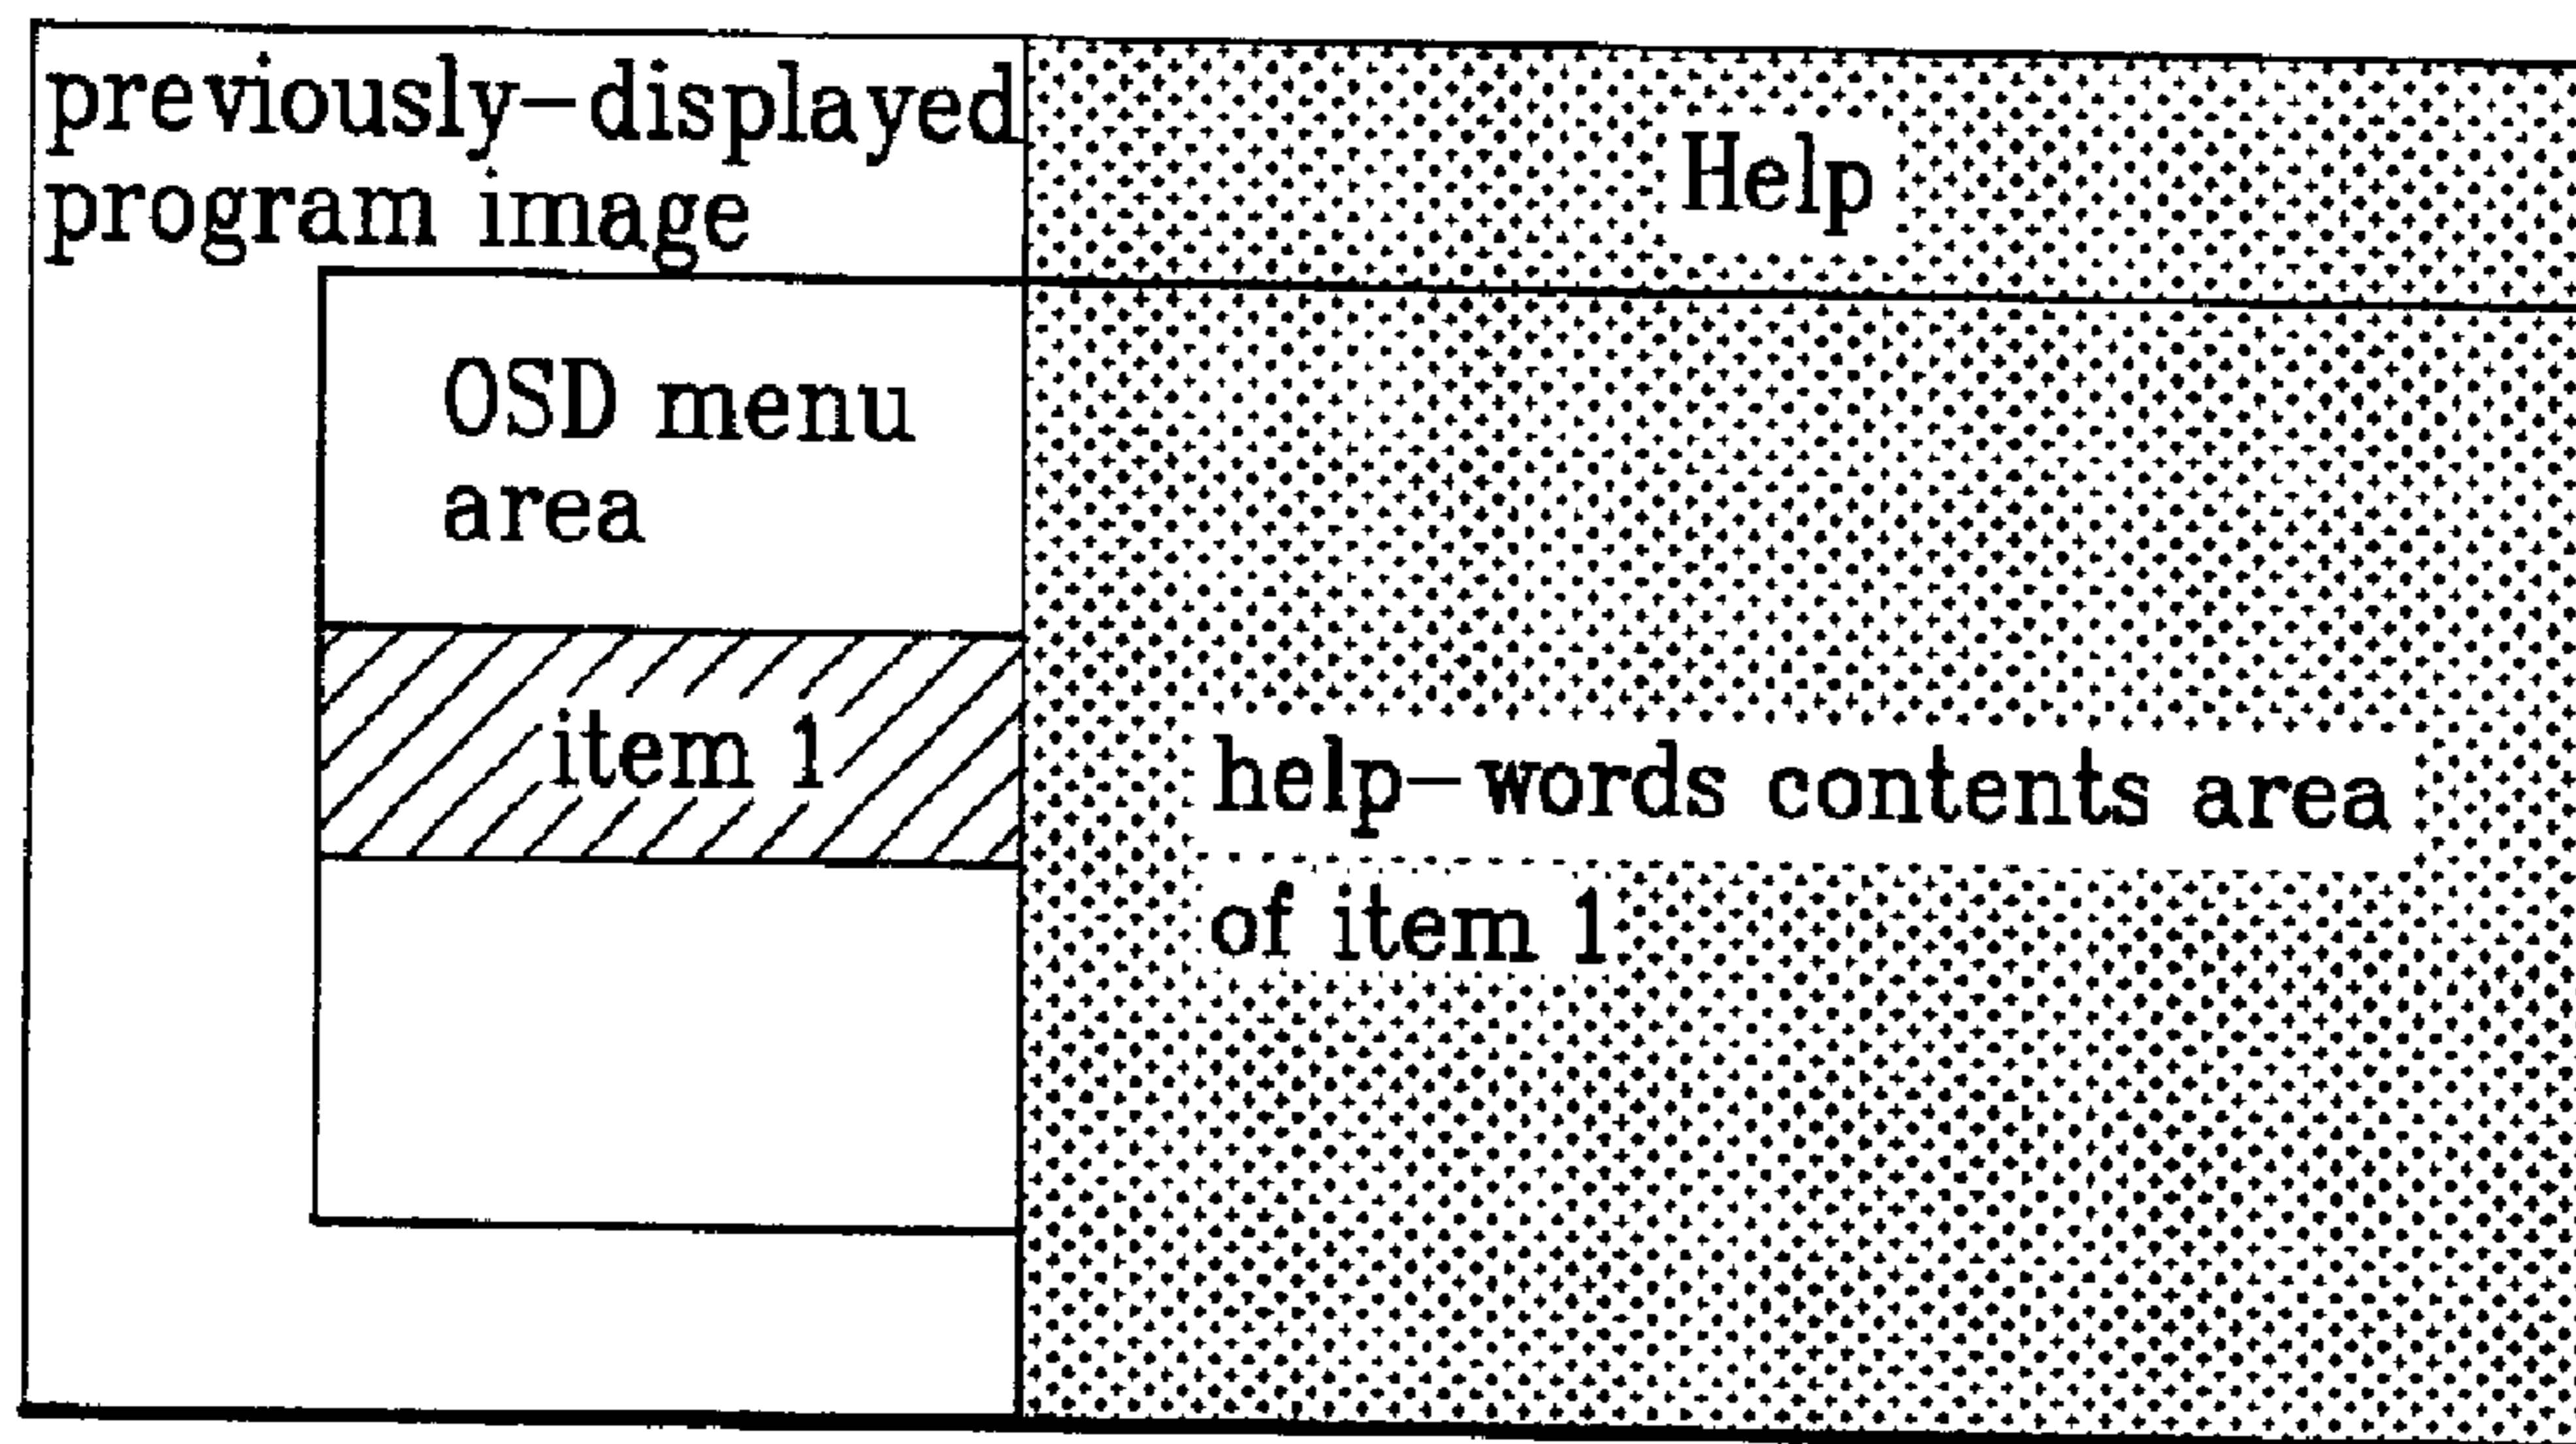 previously-displayed
program image
Help
OSD menu
area
item 1
help-words contents area
of item 1